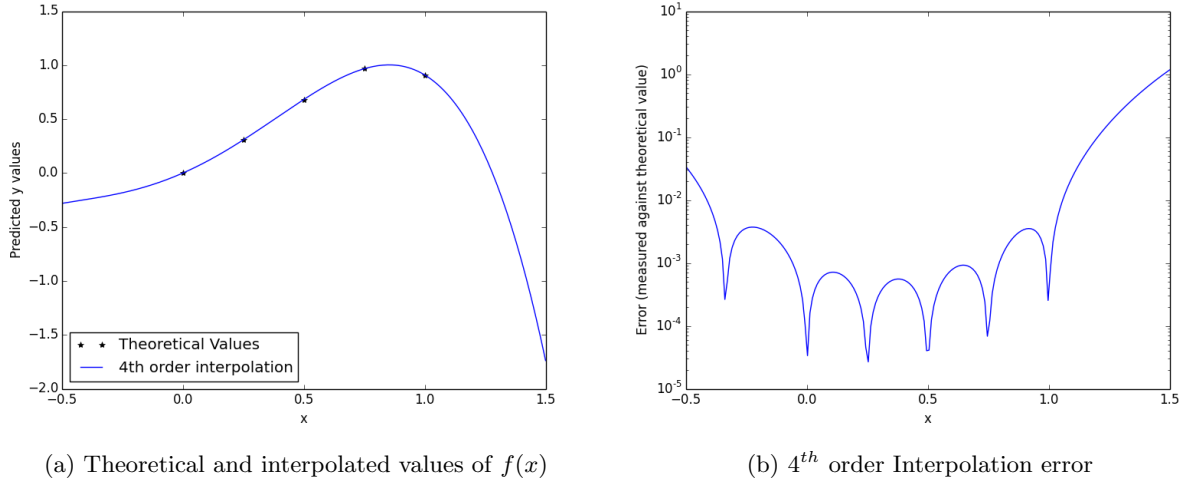 1.5
1.0
0.5
0.0
−0.5
−1.0
−1.5
−2.0
−0.5 0.0 0.5 1.0 1.5
x
Predicted y values
Theoretical Values
4th order interpolation
(a) Theoretical and interpolated values of f(x)
10^1
10^0
10^-1
10^-2
10^-3
10^-4
10^-5
−0.5 0.0 0.5 1.0 1.5
x
Error (measured against theoretical value)
(b) 4^th order Interpolation error